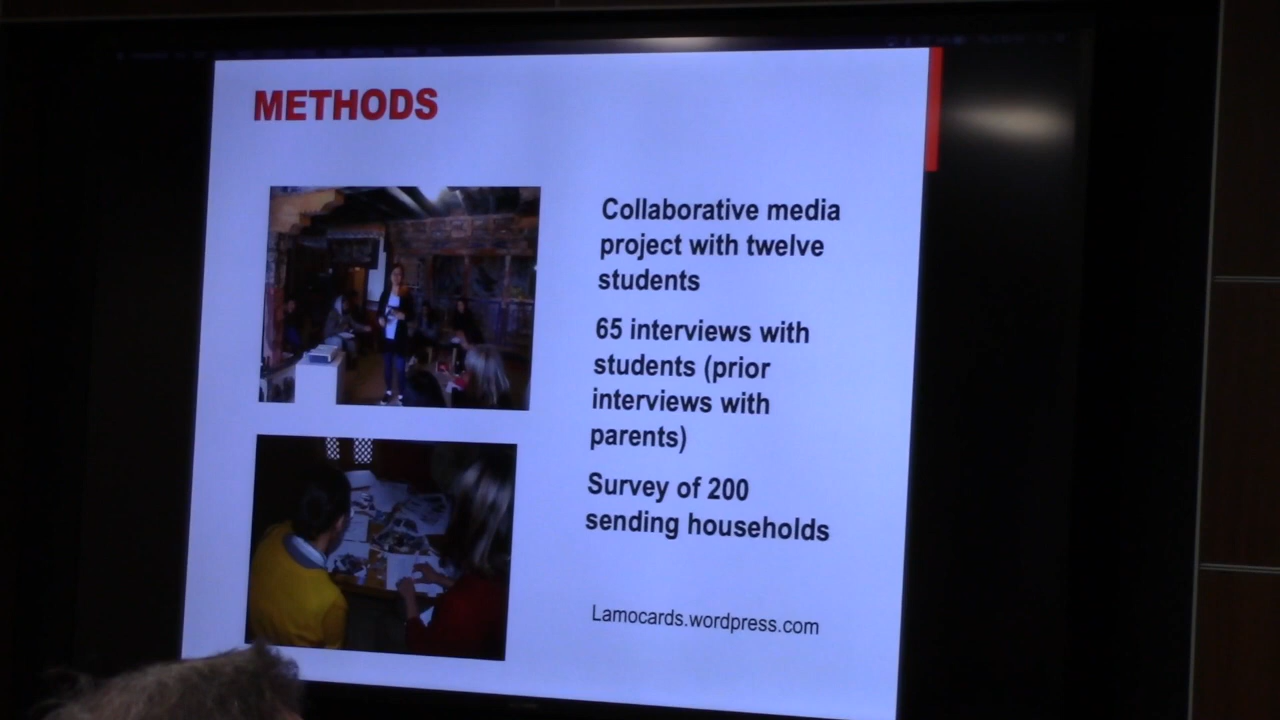 METHODS
Collaborative media
project with twelve
students
65 interviews with
students (prior
interviews with
parents)
Survey of 200
sending households
Lamocards.wordpress.com